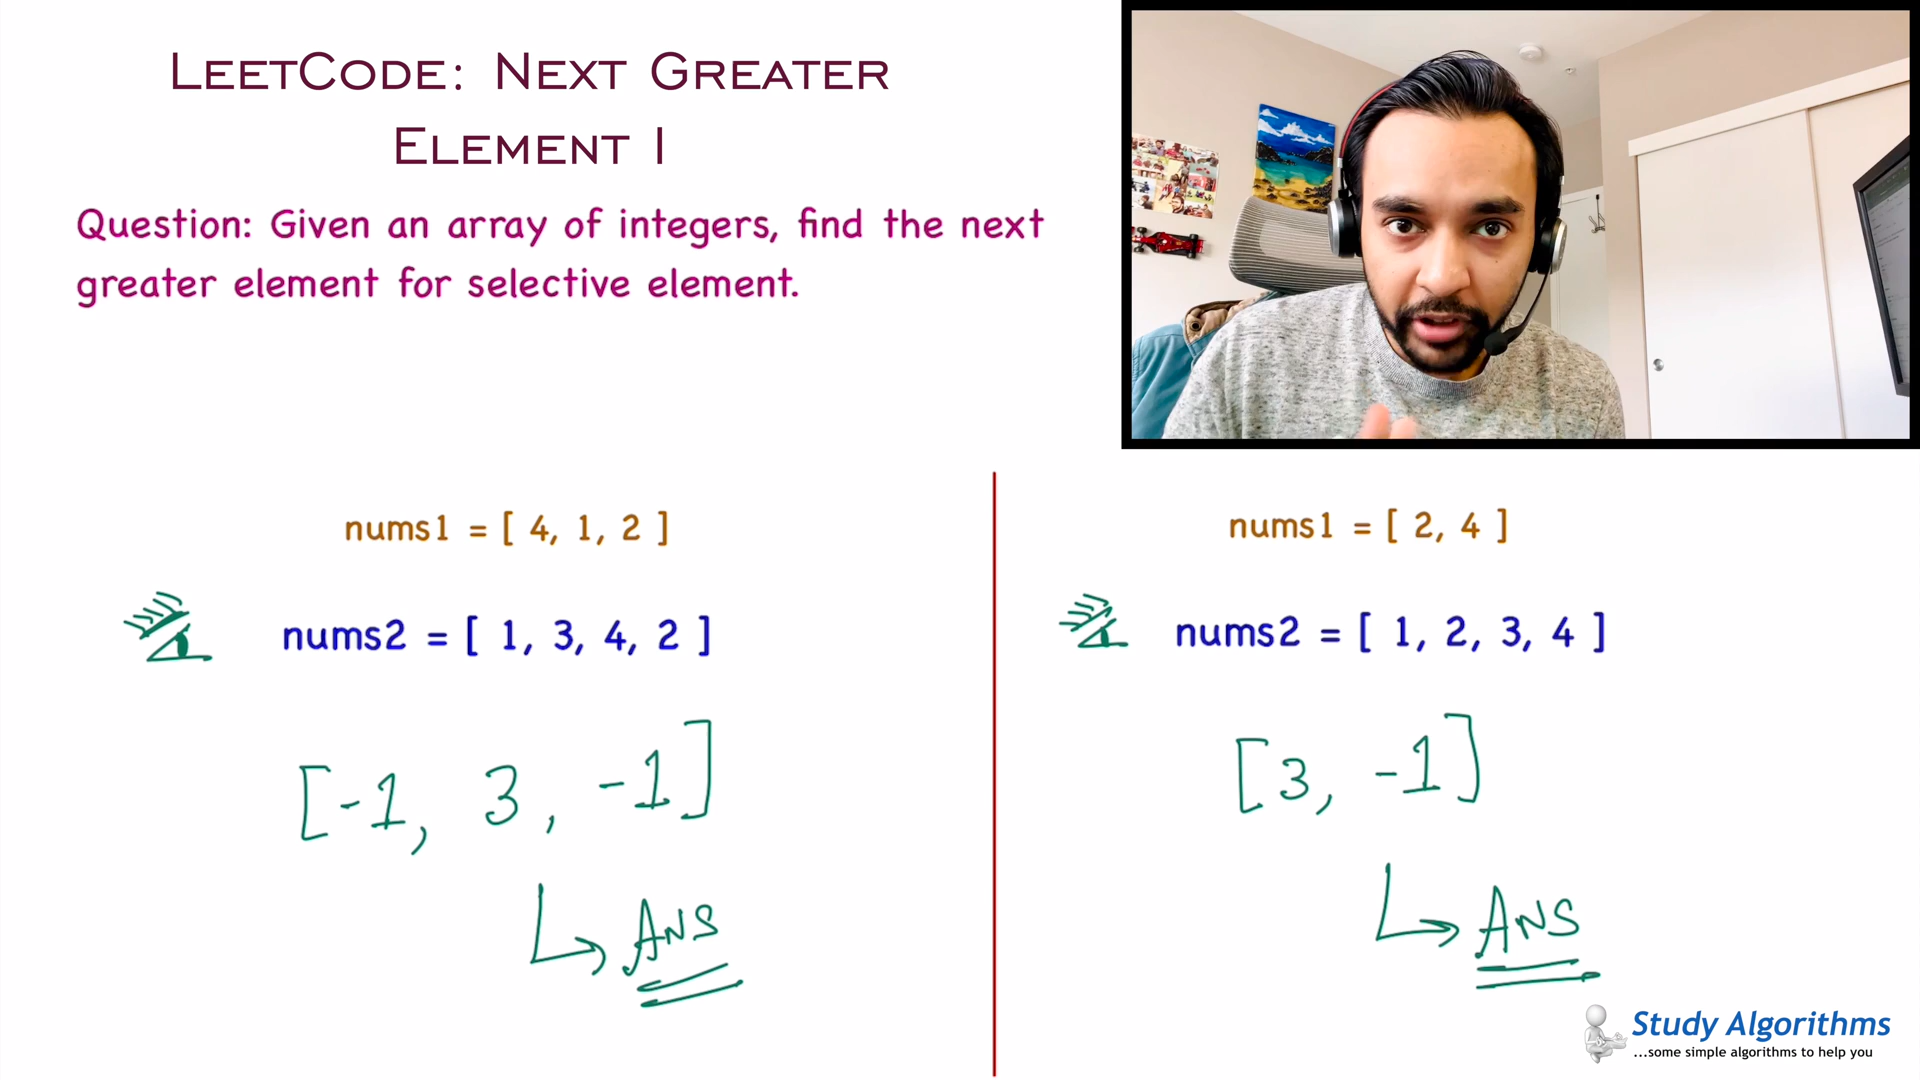 LEETCODE: NEXT GREATER
ELEMENT I
Question: Given an array of integers, find the next
greater element for selective element.
nums1 = [ 4, 1, 2 ]
nums2 = [ 1, 3, 4, 2 ]
[-1, 3, -1]
ANS
nums1 = [ 2, 4 ]
nums2 = [ 1, 2, 3, 4 ]
[3, -1]
ANS
Study Algorithms
...some simple algorithms to help you